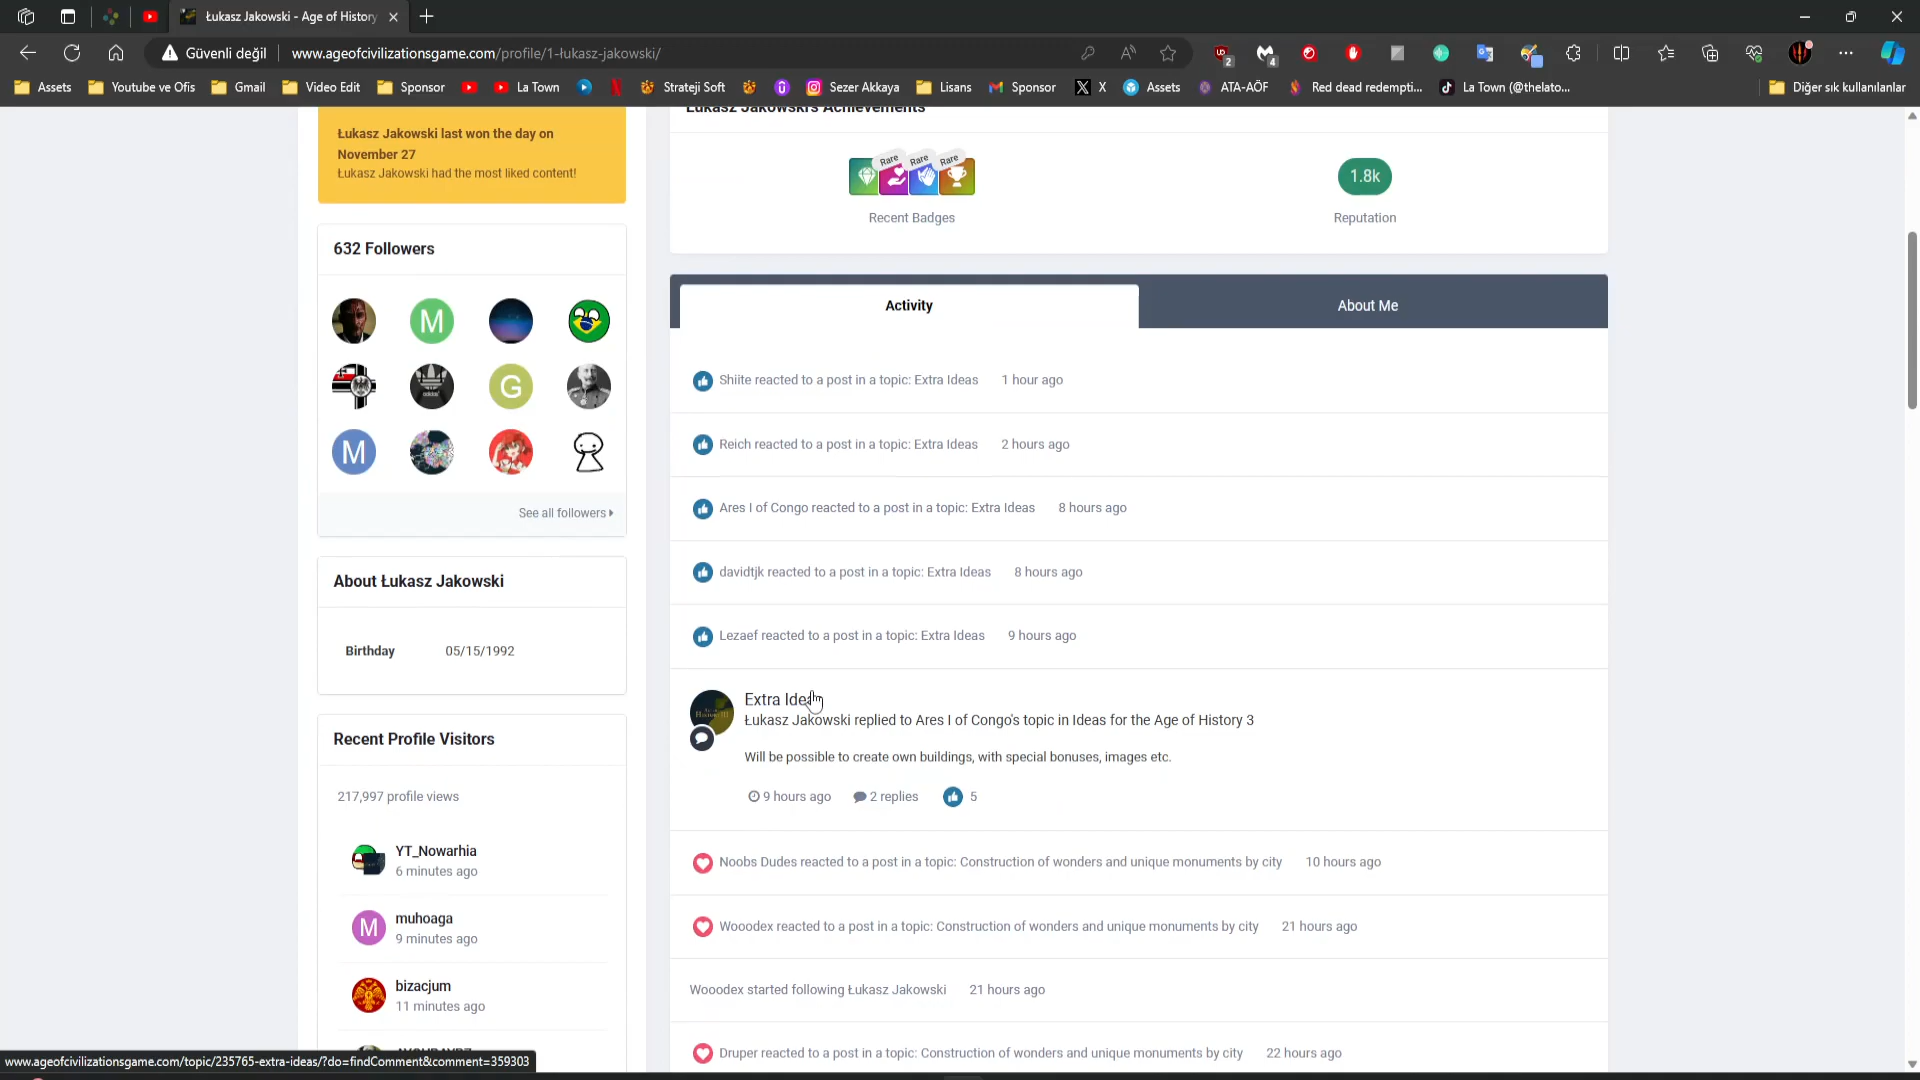 Łukasz Jakowski - Age of History
Güvenli değil
www.ageofcivilizationsgame.com/profile/1-łukasz-jakowski/
2
4
Assets
Youtube ve Ofis
Gmail
Video Edit
Sponsor
La Town
Strateji Soft
Sezer Akkaya
Lisans
Sponsor
X
Assets
ATA-AÖF
Red dead redempti...
La Town (@thelato...
Diğer sık kullanılanlar
Łukasz Jakowski last won the day on
November 27
Łukasz Jakowski had the most liked content!
Łukasz Jakowski's Achievements
Rare
Rare
Rare
Recent Badges
1.8k
Reputation
632 Followers
M
G
M
See all followers
About Łukasz Jakowski
Birthday 05/15/1992
Recent Profile Visitors
217,997 profile views
YT_Nowarhia
6 minutes ago
M
muhoaga
9 minutes ago
bizacjum
11 minutes ago
Activity
About Me
Shiite reacted to a post in a topic: Extra Ideas 1 hour ago
Reich reacted to a post in a topic: Extra Ideas 2 hours ago
Ares I of Congo reacted to a post in a topic: Extra Ideas 8 hours ago
davidtjk reacted to a post in a topic: Extra Ideas 8 hours ago
Lezaef reacted to a post in a topic: Extra Ideas 9 hours ago
Extra Ideas
Łukasz Jakowski replied to Ares I of Congo's topic in Ideas for the Age of History 3
Will be possible to create own buildings, with special bonuses, images etc.
9 hours ago 2 replies 5
Noobs Dudes reacted to a post in a topic: Construction of wonders and unique monuments by city 10 hours ago
Wooodex reacted to a post in a topic: Construction of wonders and unique monuments by city 21 hours ago
Wooodex started following Łukasz Jakowski 21 hours ago
Druper reacted to a post in a topic: Construction of wonders and unique monuments by city 22 hours ago
www.ageofcivilizationsgame.com/topic/235765-extra-ideas/?do=findComment&comment=359303